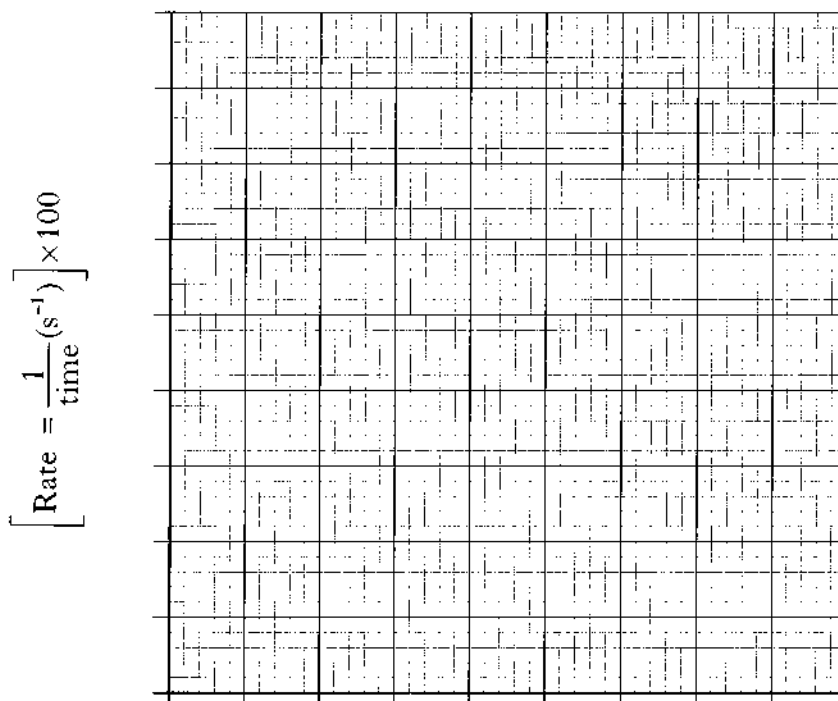 [Rate = 1/time (s⁻¹)] × 100